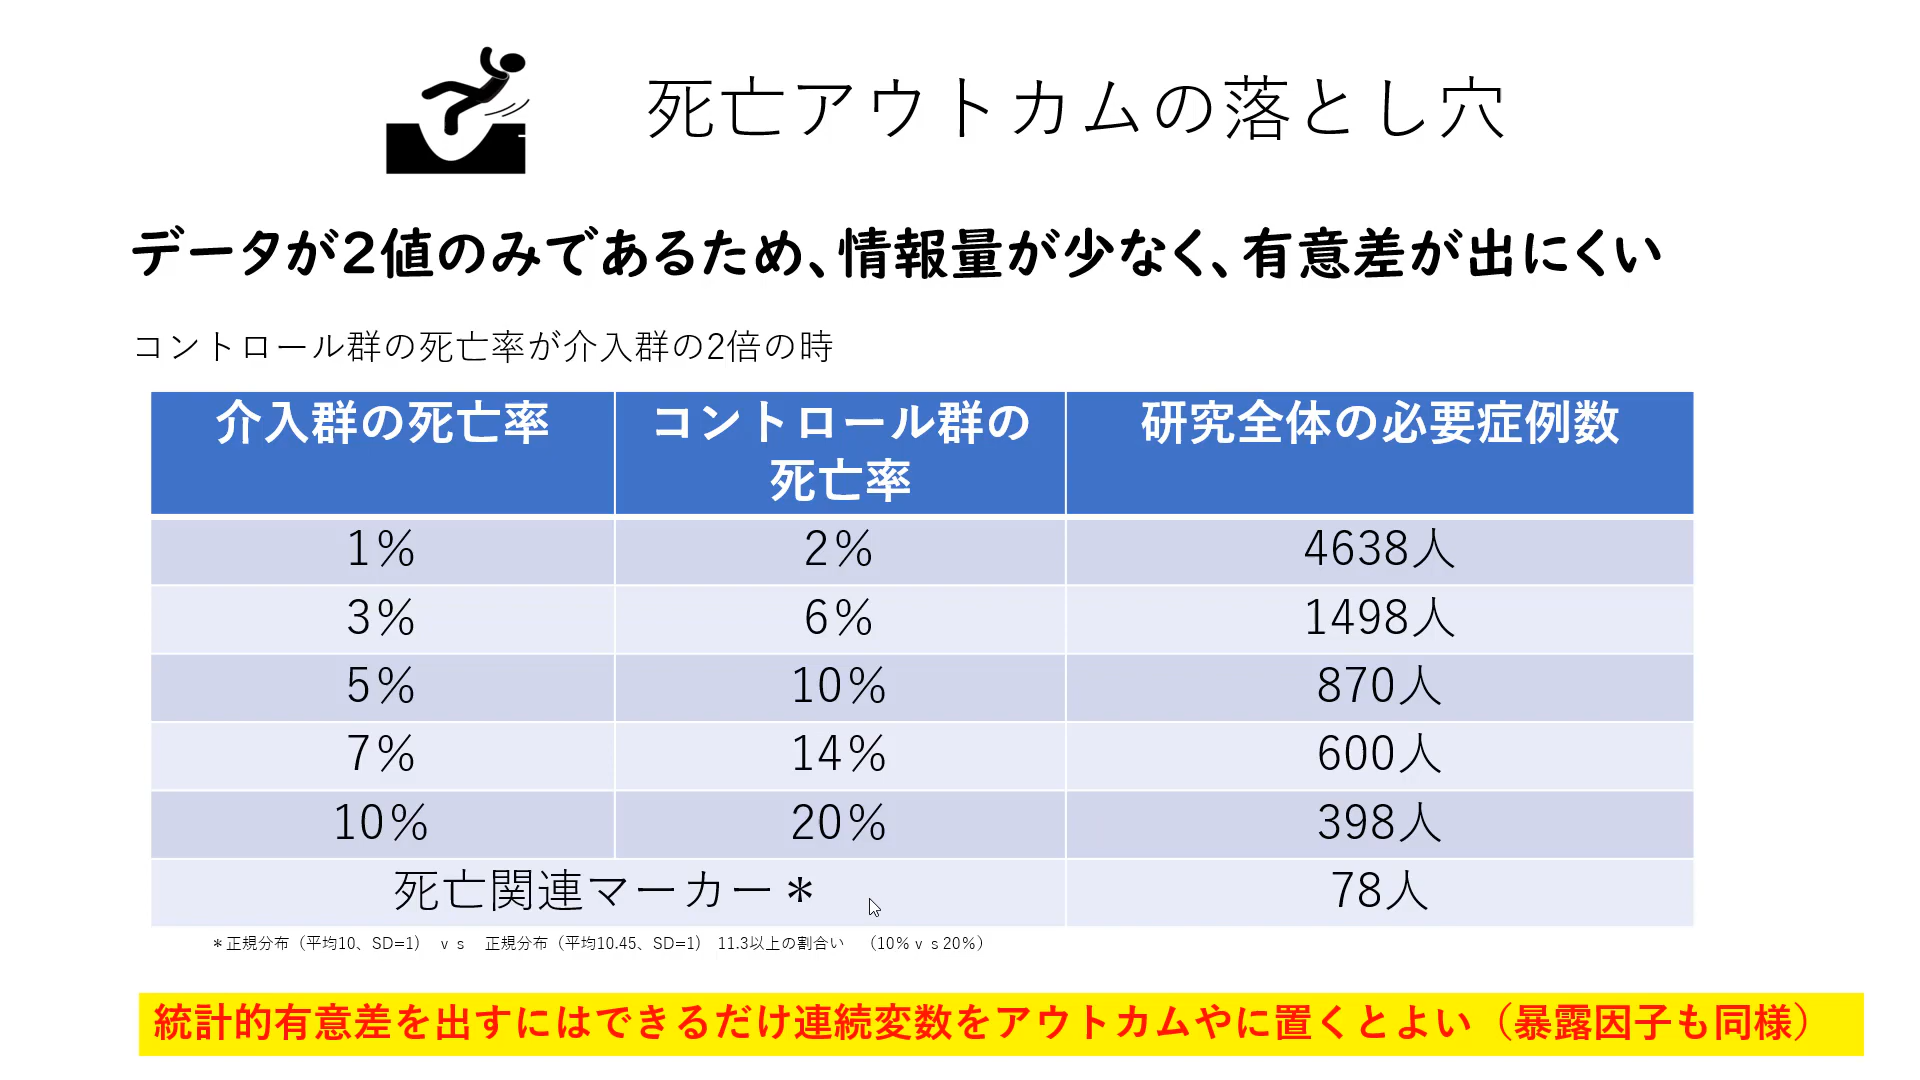 死亡アウトカムの落とし穴
データが2値のみであるため、情報量が少なく、有意差が出にくい
コントロール群の死亡率が介入群の2倍の時
介入群の死亡率 コントロール群の死亡率 研究全体の必要症例数
1% 2% 4638人
3% 6% 1498人
5% 10% 870人
7% 14% 600人
10% 20% 398人
死亡関連マーカー＊ 78人
＊正規分布（平均10、SD=1） ｖｓ 正規分布（平均10.45、SD=1） 11.3以上の割合い （10%ｖｓ20%）
統計的有意差を出すにはできるだけ連続変数をアウトカムやに置くとよい（暴露因子も同様）